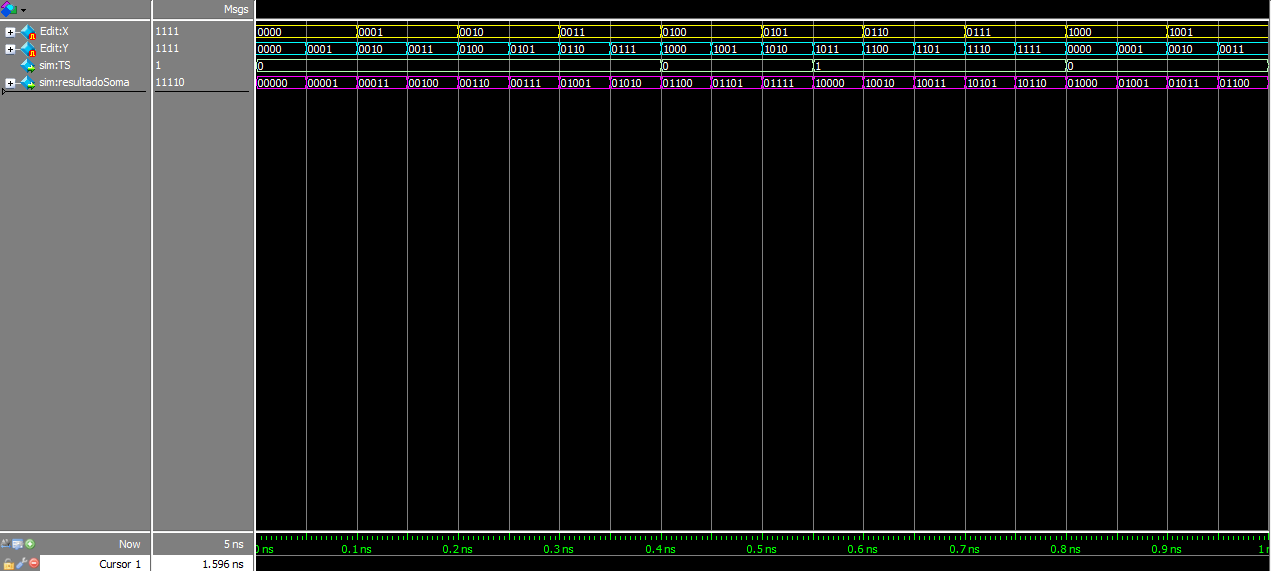 Msgs
Edit:X 1111 0000 0001 0010 0011 0100 0101 0110 0111 1000 1001
Edit:Y 1111 0000 0001 0010 0011 0100 0101 0110 0111 1000 1001 1010 1011 1100 1101 1110 1111 0000 0001 0010 0011
sim:TS 1 0 0 1 0
sim:resultadoSoma 11110 00000 00001 00011 00100 00110 00111 01001 01010 01100 01101 01111 10000 10010 10011 10101 10110 01000 01001 01011 01100
Now 5 ns ns 0.1 ns 0.2 ns 0.3 ns 0.4 ns 0.5 ns 0.6 ns 0.7 ns 0.8 ns 0.9 ns
Cursor 1 1.596 ns